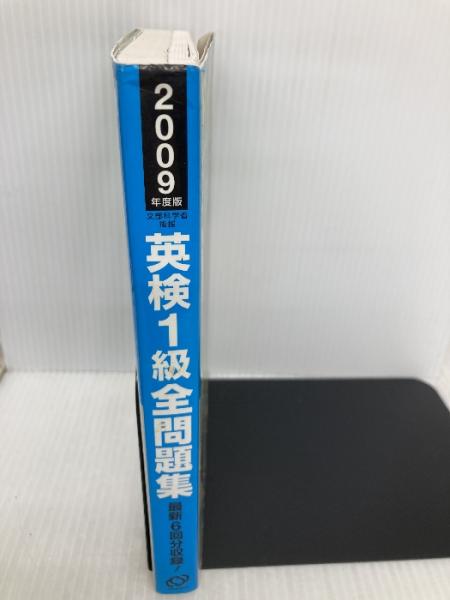 2009
年度版
文部科学省
後援
英検1級全問題集
最新6回分収録!